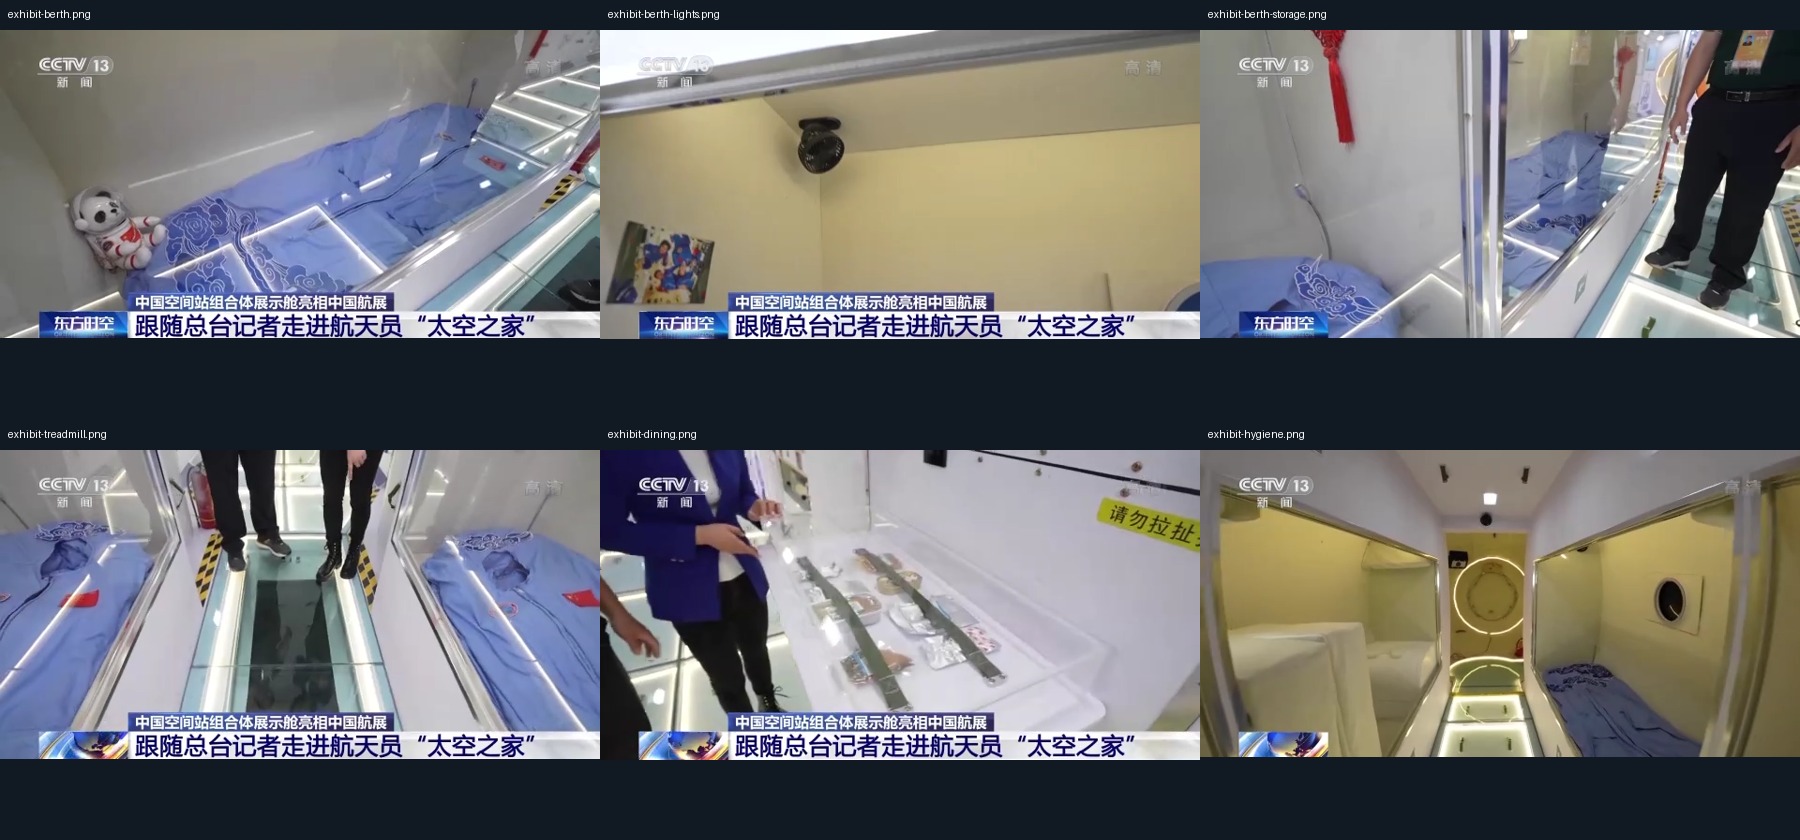 exhibit-berth.png
CCTV 13
新闻
高清
中国空间站组合体展示舱亮相中国航展
东方时空
跟随总台记者走进航天员“太空之家”
exhibit-berth-lights.png
CCTV 13
新闻
高清
中国空间站组合体展示舱亮相中国航展
东方时空
跟随总台记者走进航天员“太空之家”
exhibit-berth-storage.png
CCTV 13
新闻
高清
东方时空
exhibit-treadmill.png
CCTV 13
新闻
高清
中国空间站组合体展示舱亮相中国航展
跟随总台记者走进航天员“太空之家”
exhibit-dining.png
CCTV 13
新闻
高清
请勿拉扯
中国空间站组合体展示舱亮相中国航展
跟随总台记者走进航天员“太空之家”
exhibit-hygiene.png
CCTV 13
新闻
高清